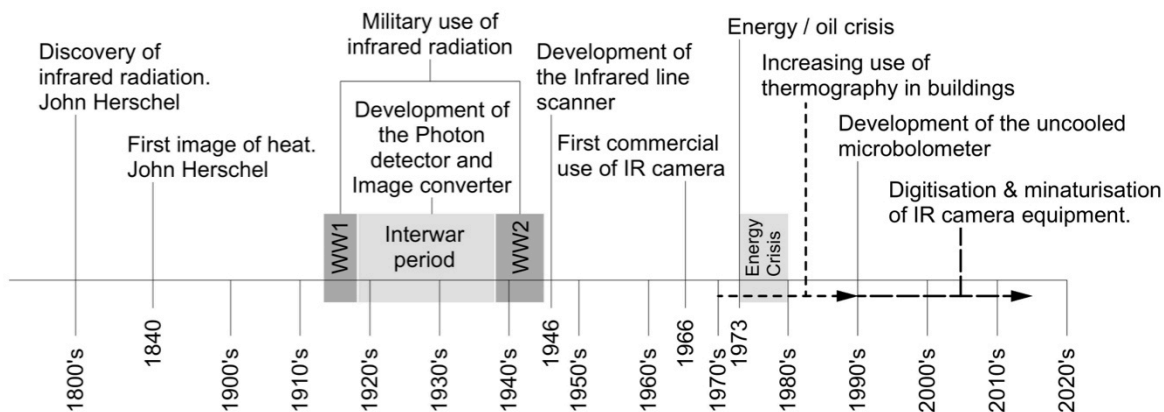 Discovery of
infrared radiation.
John Herschel
First image of heat.
John Herschel
Military use of
infrared radiation
Development of
the Photon
detector and
Image converter
Development of
the Infrared line
scanner
First commercial
use of IR camera
Energy / oil crisis
Increasing use of
thermography in buildings
Development of the uncooled
microbolometer
Digitisation & minaturisation
of IR camera equipment.
WW1
Interwar
period
WW2
Energy
Crisis
1800's
1840
1900's
1910's
1920's
1930's
1940's
1946
1950's
1960's
1966
1970's
1973
1980's
1990's
2000's
2010's
2020's